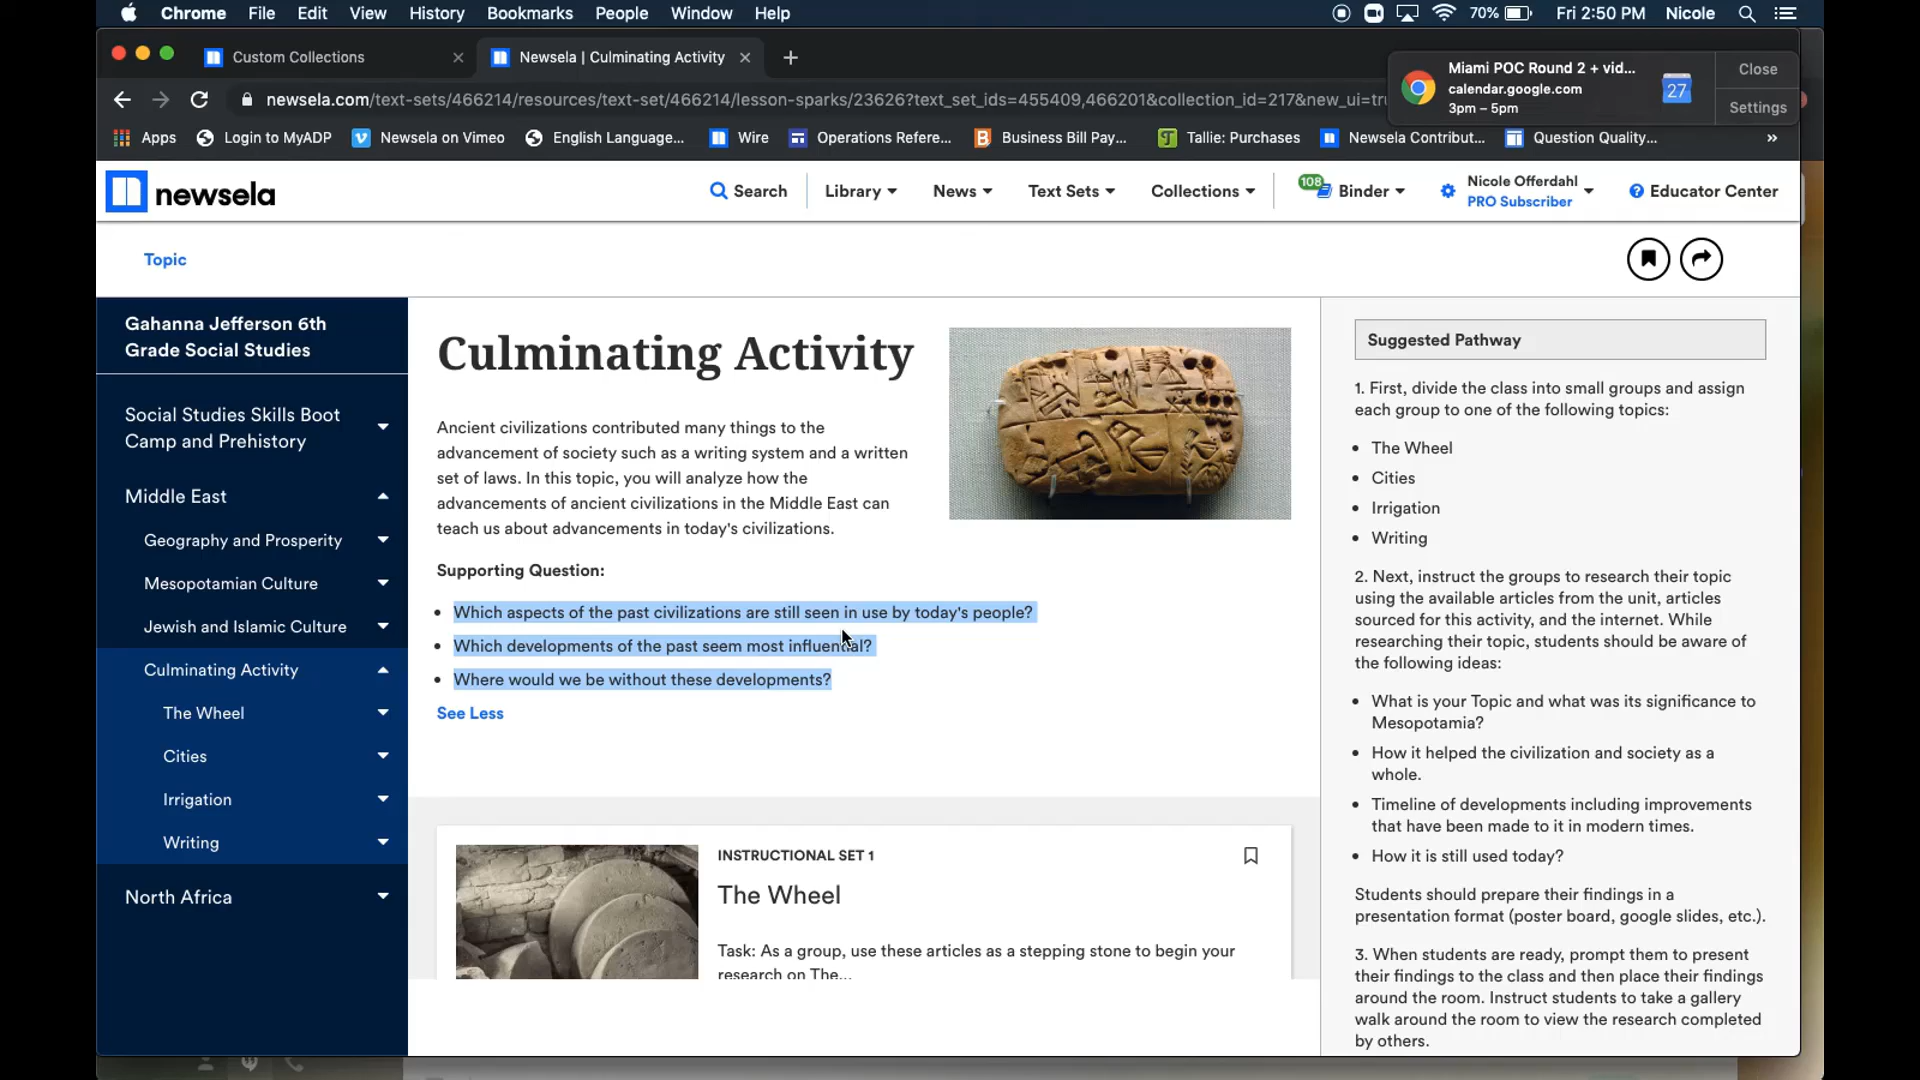 Chrome File Edit View History Bookmarks People Window Help 70% Fri 2:50 PM Nicole
Custom Collections Newsela | Culminating Activity
Miami POC Round 2 + vid...
calendar.google.com
3pm – 5pm
27
Close
Settings
newsela.com/text-sets/466214/resources/text-set/466214/lesson-sparks/23626?text_set_ids=455409,466201&collection_id=217&new_ui=tru
Apps Login to MyADP Newsela on Vimeo English Language... Wire Operations Refere... Business Bill Pay... Tallie: Purchases Newsela Contribut... Question Quality... »
newsela
Search Library News Text Sets Collections 108 Binder Nicole Offerdahl Educator Center
PRO Subscriber
Topic
Gahanna Jefferson 6th
Grade Social Studies
Social Studies Skills Boot
Camp and Prehistory
Middle East
Geography and Prosperity
Mesopotamian Culture
Jewish and Islamic Culture
Culminating Activity
The Wheel
Cities
Irrigation
Writing
North Africa
Culminating Activity
Ancient civilizations contributed many things to the
advancement of society such as a writing system and a written
set of laws. In this topic, you will analyze how the
advancements of ancient civilizations in the Middle East can
teach us about advancements in today's civilizations.
Supporting Question:
• Which aspects of the past civilizations are still seen in use by today's people?
• Which developments of the past seem most influential?
• Where would we be without these developments?
See Less
INSTRUCTIONAL SET 1
The Wheel
Task: As a group, use these articles as a stepping stone to begin your
research on The...
Suggested Pathway
1. First, divide the class into small groups and assign
each group to one of the following topics:
• The Wheel
• Cities
• Irrigation
• Writing
2. Next, instruct the groups to research their topic
using the available articles from the unit, articles
sourced for this activity, and the internet. While
researching their topic, students should be aware of
the following ideas:
• What is your Topic and what was its significance to
Mesopotamia?
• How it helped the civilization and society as a
whole.
• Timeline of developments including improvements
that have been made to it in modern times.
• How it is still used today?
Students should prepare their findings in a
presentation format (poster board, google slides, etc.).
3. When students are ready, prompt them to present
their findings to the class and then place their findings
around the room. Instruct students to take a gallery
walk around the room to view the research completed
by others.